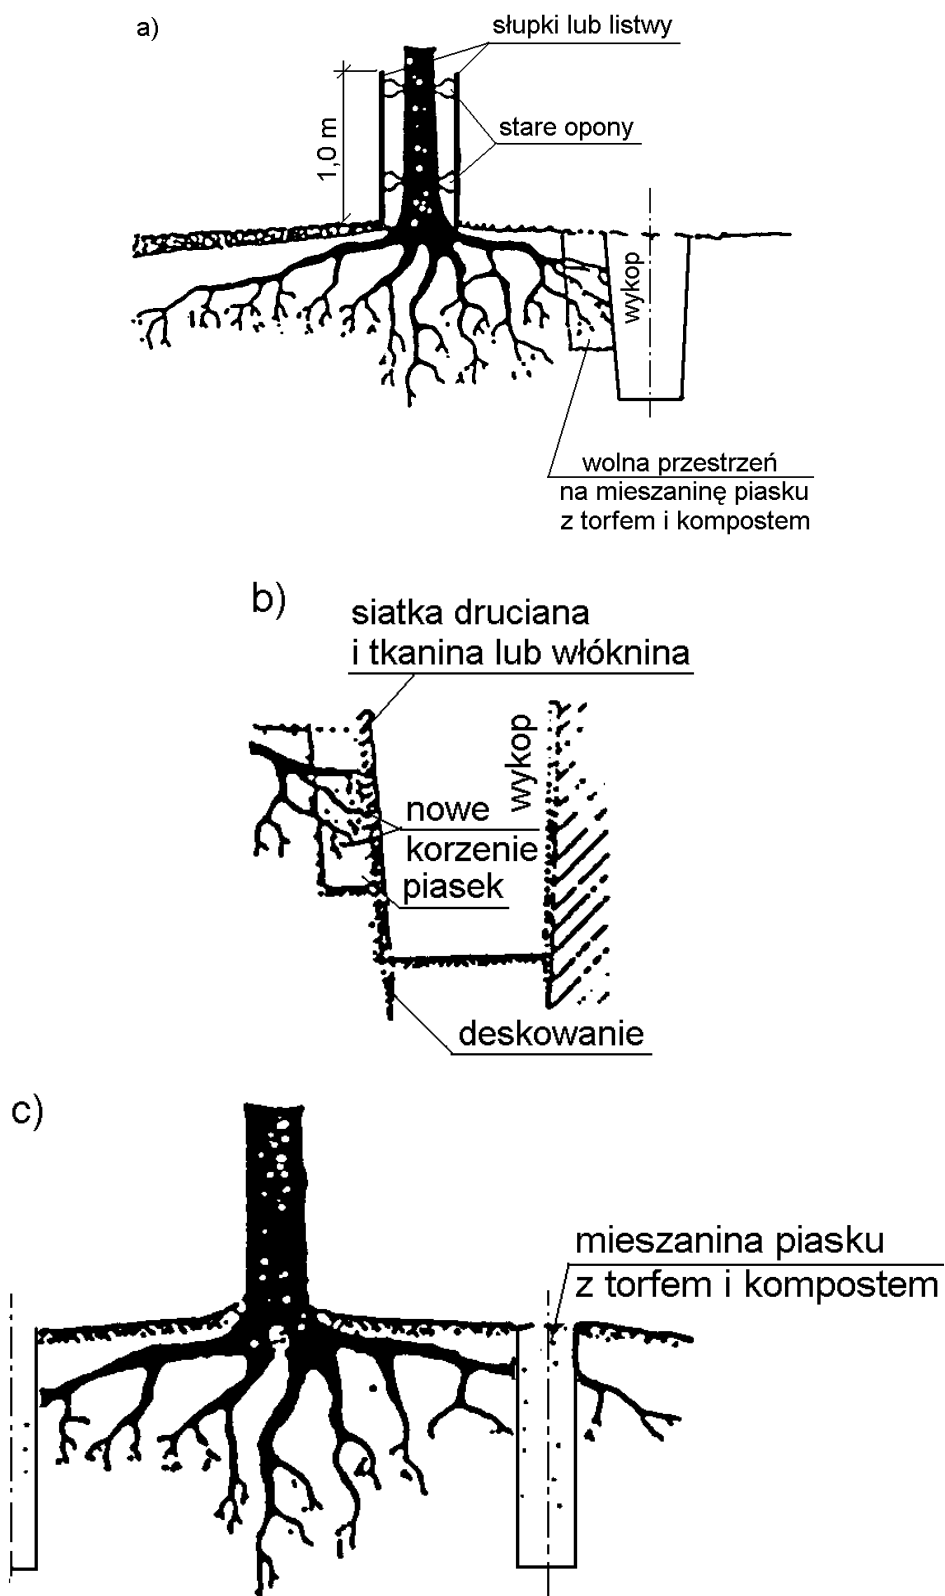 a)
słupki lub listwy
stare opony
1,0 m
wykop
wolna przestrzeń
na mieszaninę piasku
z torfem i kompostem
b)
siatka druciana
i tkanina lub włóknina
wykop
nowe
korzenie
piasek
deskowanie
c)
mieszanina piasku
z torfem i kompostem